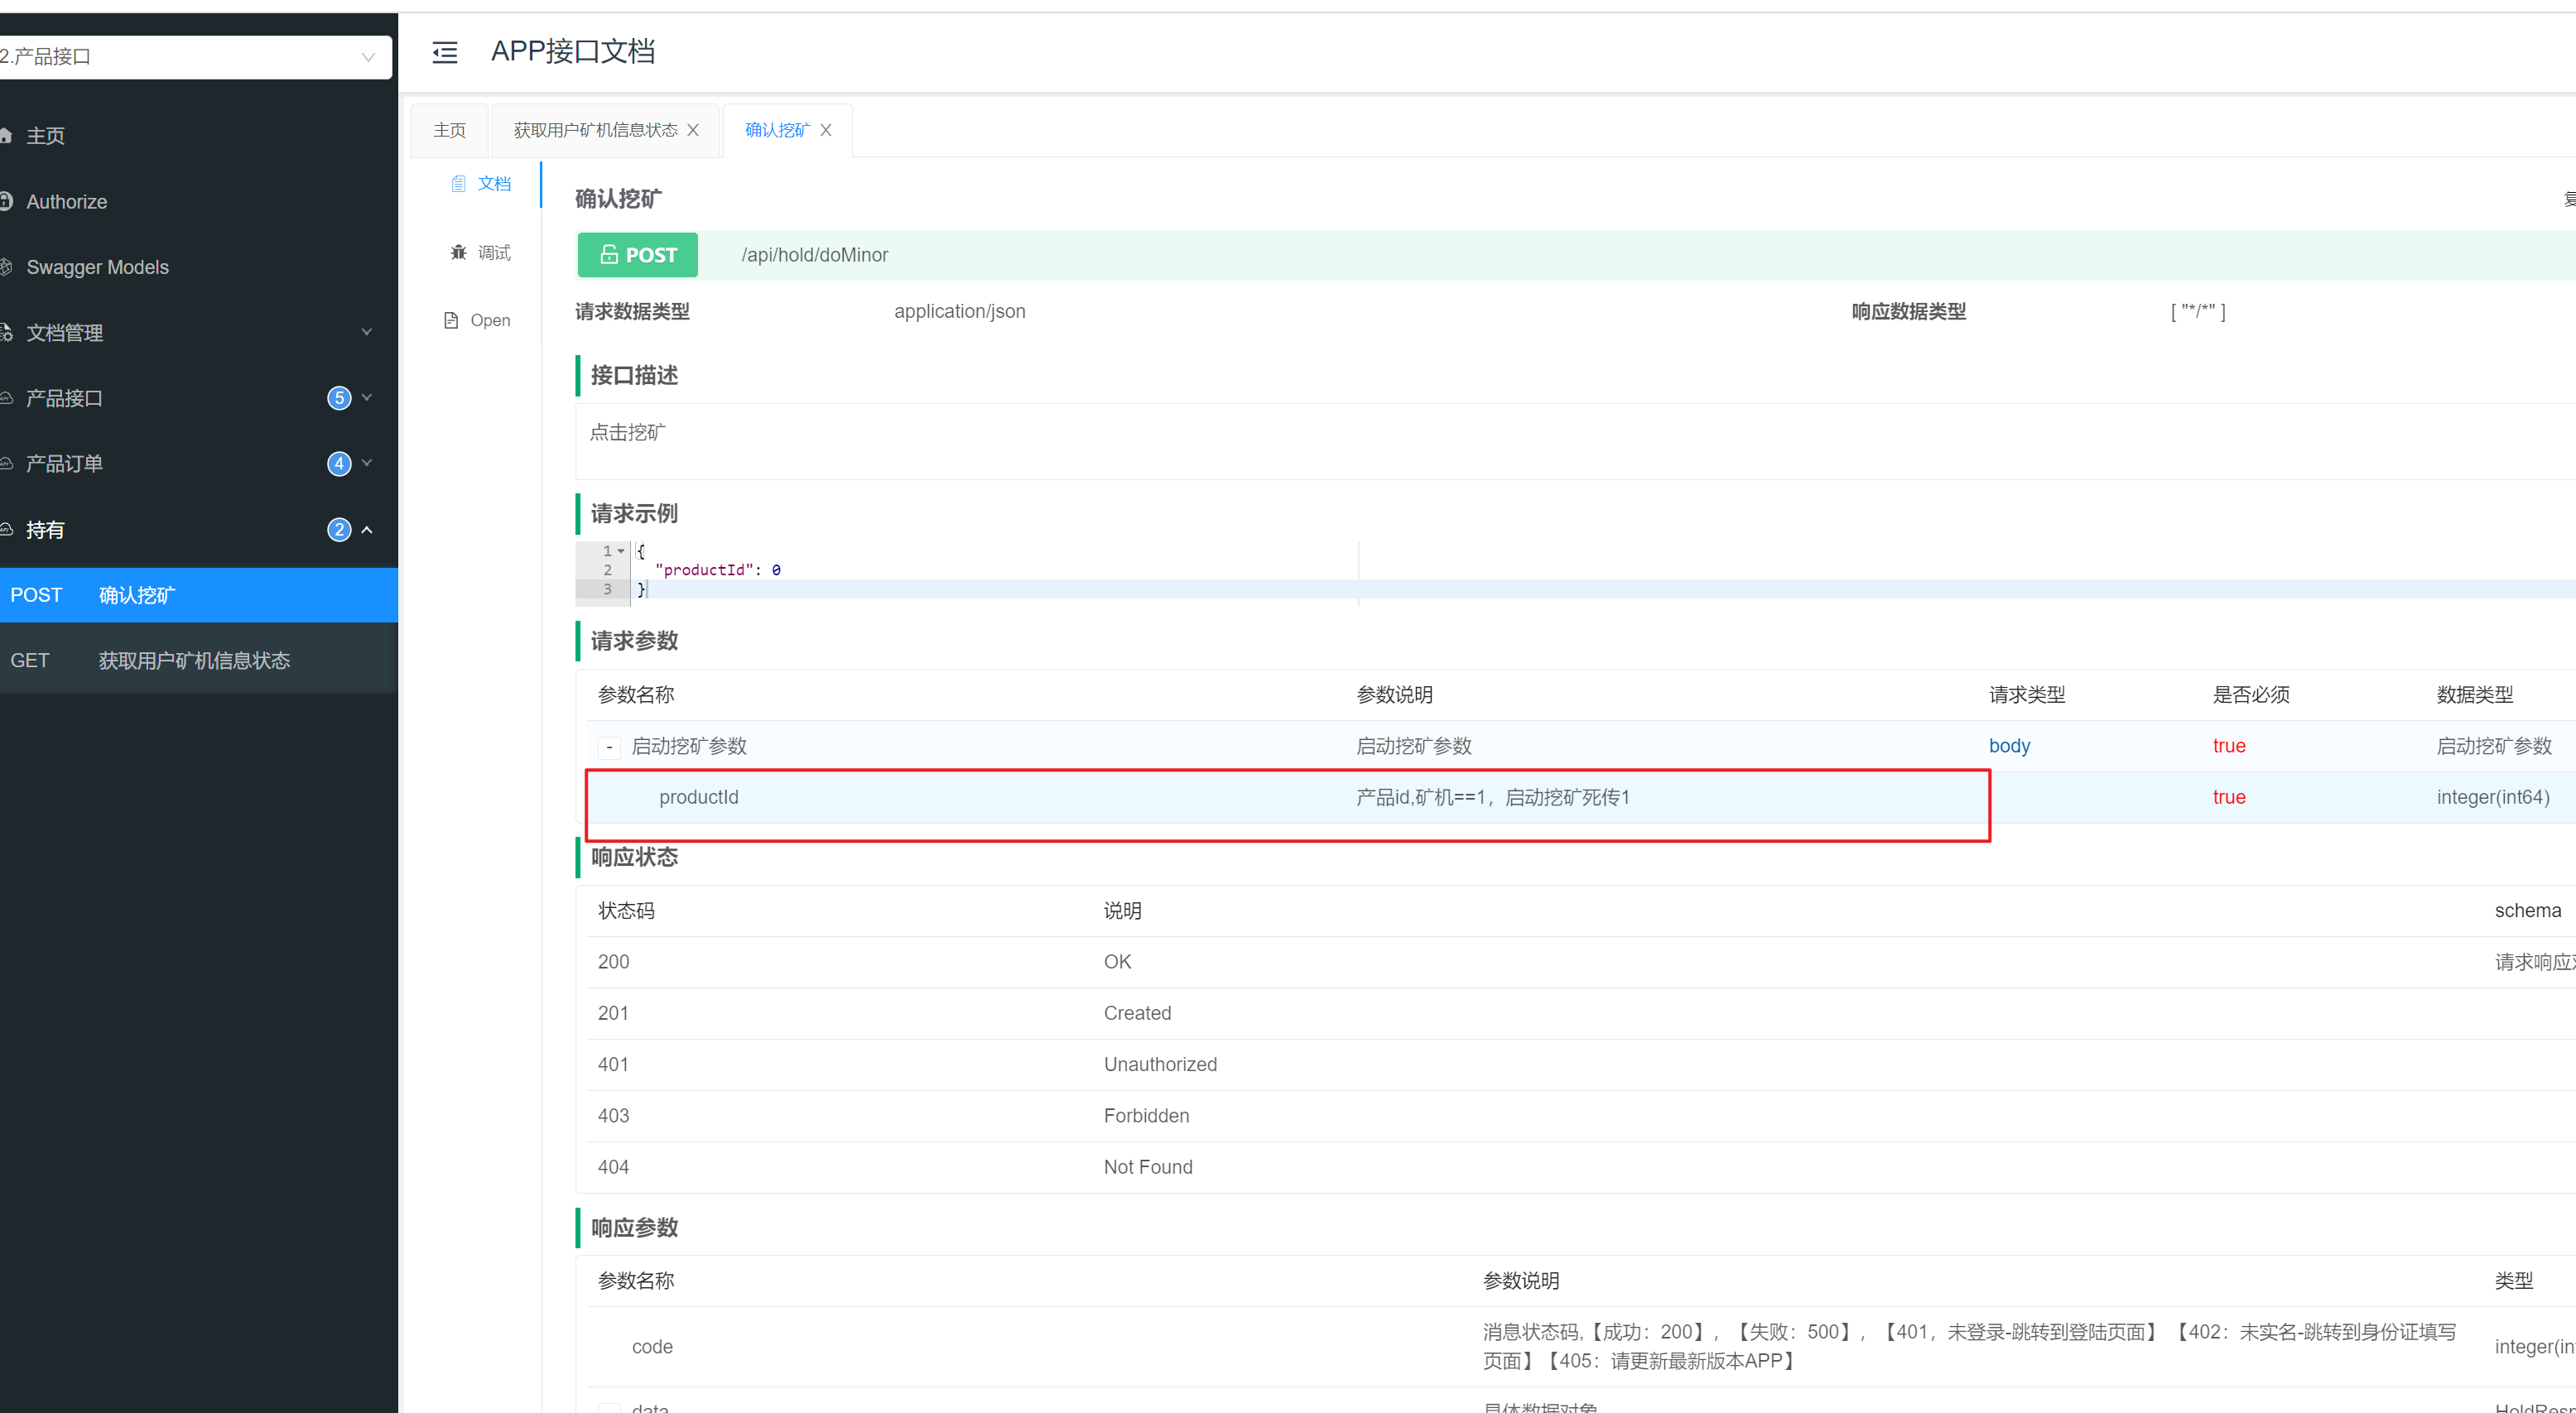 2.产品接口
主页
Authorize
Swagger Models
文档管理
产品接口 5
产品订单 4
持有 2
POST 确认挖矿
GET 获取用户矿机信息状态
APP接口文档
主页 获取用户矿机信息状态 X 确认挖矿 X
文档
调试
Open
确认挖矿
POST /api/hold/doMinor
请求数据类型 application/json 响应数据类型 [ "*/*" ]
接口描述
点击挖矿
请求示例
1 {
2 "productId": 0
3 }
请求参数
参数名称 参数说明 请求类型 是否必须 数据类型
- 启动挖矿参数 启动挖矿参数 body true 启动挖矿参数
productId 产品id,矿机==1，启动挖矿死传1 true integer(int64)
响应状态
状态码 说明 schema
200 OK 请求响应
201 Created
401 Unauthorized
403 Forbidden
404 Not Found
响应参数
参数名称 参数说明 类型
code 消息状态码,【成功：200】，【失败：500】，【401，未登录-跳转到登陆页面】【402：未实名-跳转到身份证填写 integer(in
页面】【405：请更新最新版本APP】
data 具体数据对象 HoldResp